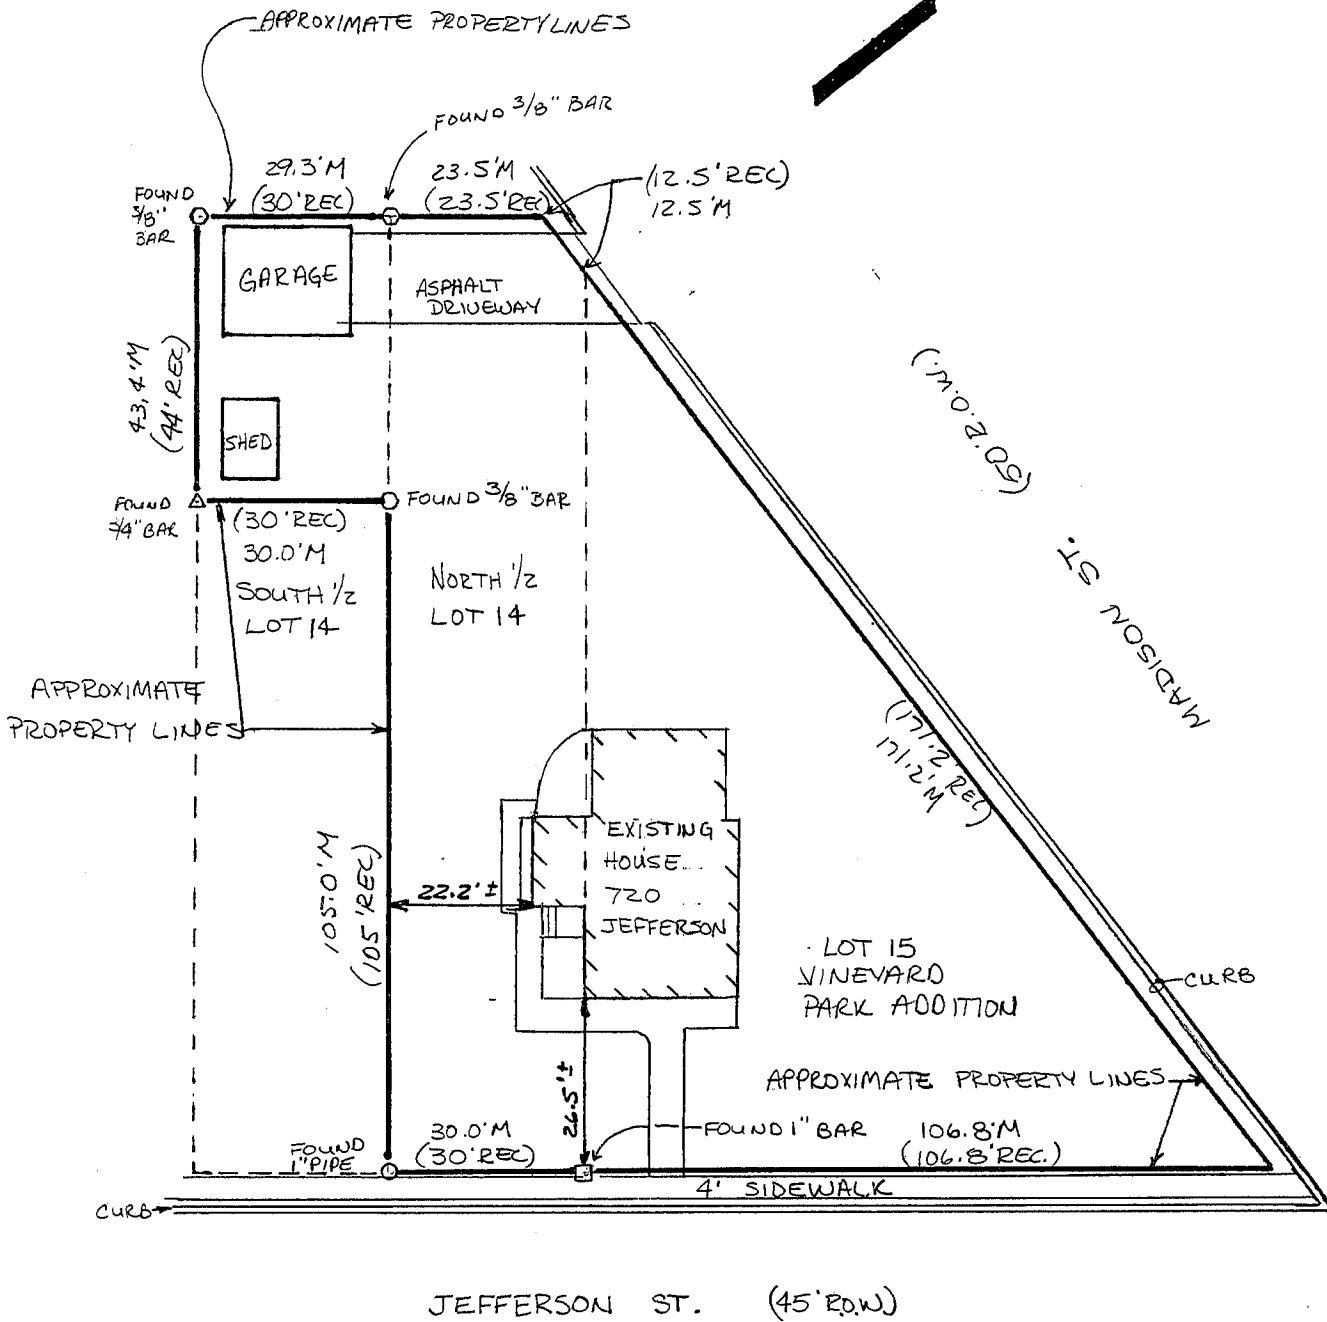 APPROXIMATE PROPERTY LINES
FOUND 3/8" BAR
29.3'M
(30'REC)
23.5'M
(23.5'REC)
(12.5'REC)
12.5'M
FOUND
3/8"
BAR
GARAGE
ASPHALT
DRIVEWAY
43.4'M
(44'REC)
SHED
(50'R.O.W.)
MADISON ST.
FOUND
3/4" BAR
(30'REC)
30.0'M
FOUND 3/8" BAR
SOUTH 1/2
LOT 14
NORTH 1/2
LOT 14
APPROXIMATE
PROPERTY LINES
(171.2' REC)
171.2'M
EXISTING
HOUSE
720
JEFFERSON
105.0'M
(105'REC)
22.2'±
LOT 15
VINEYARD
PARK ADDITION
CURB
26.5'±
APPROXIMATE PROPERTY LINES
FOUND
1" PIPE
30.0'M
(30'REC)
FOUND 1" BAR
106.8'M
(106.8'REC.)
4' SIDEWALK
CURB
JEFFERSON ST. (45'R.O.W.)